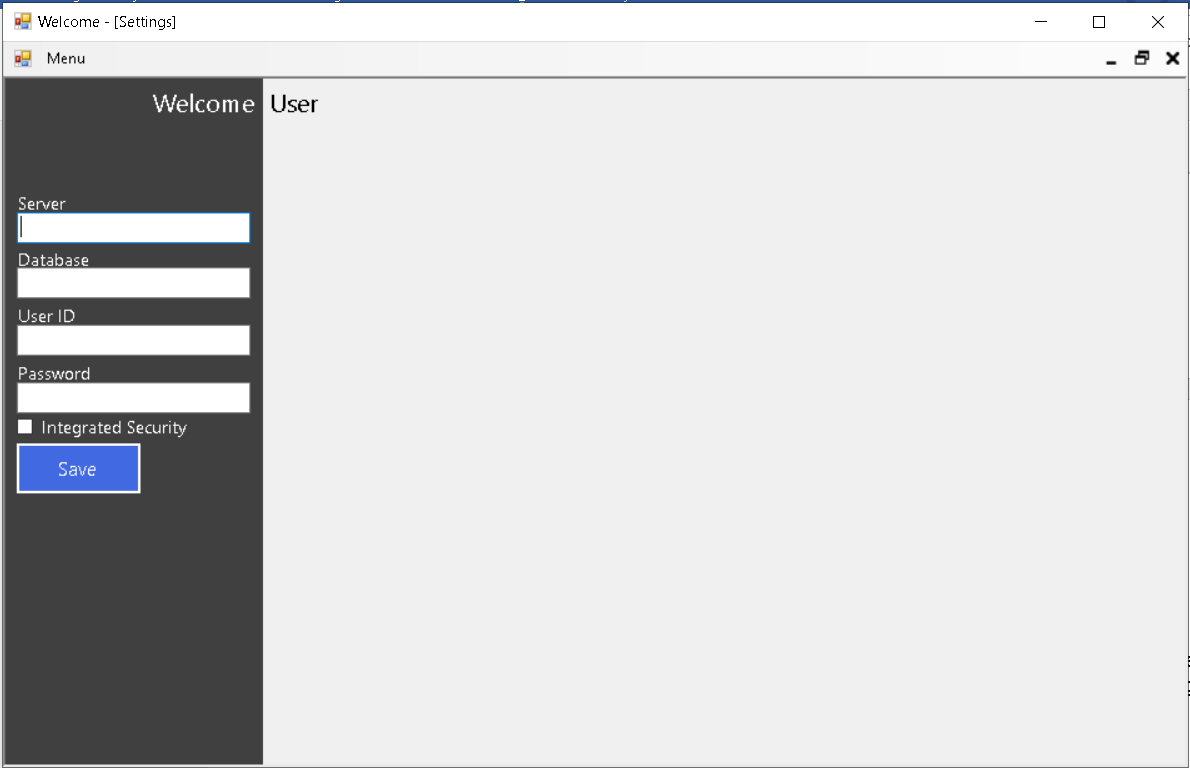 Welcome - [Settings]
Menu
Welcome User
Server
Database
User ID
Password
Integrated Security
Save